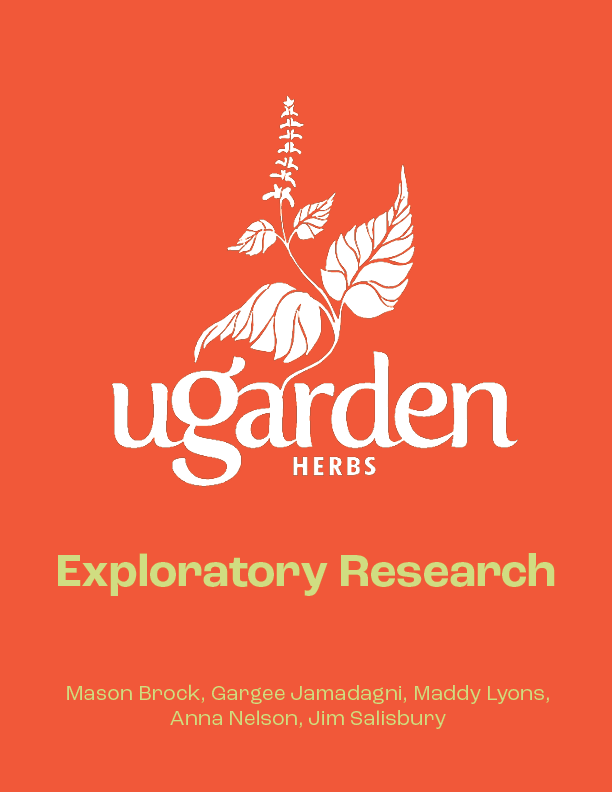 ugarden
HERBS
Exploratory Research
Mason Brock, Gargee Jamadagni, Maddy Lyons,
Anna Nelson, Jim Salisbury